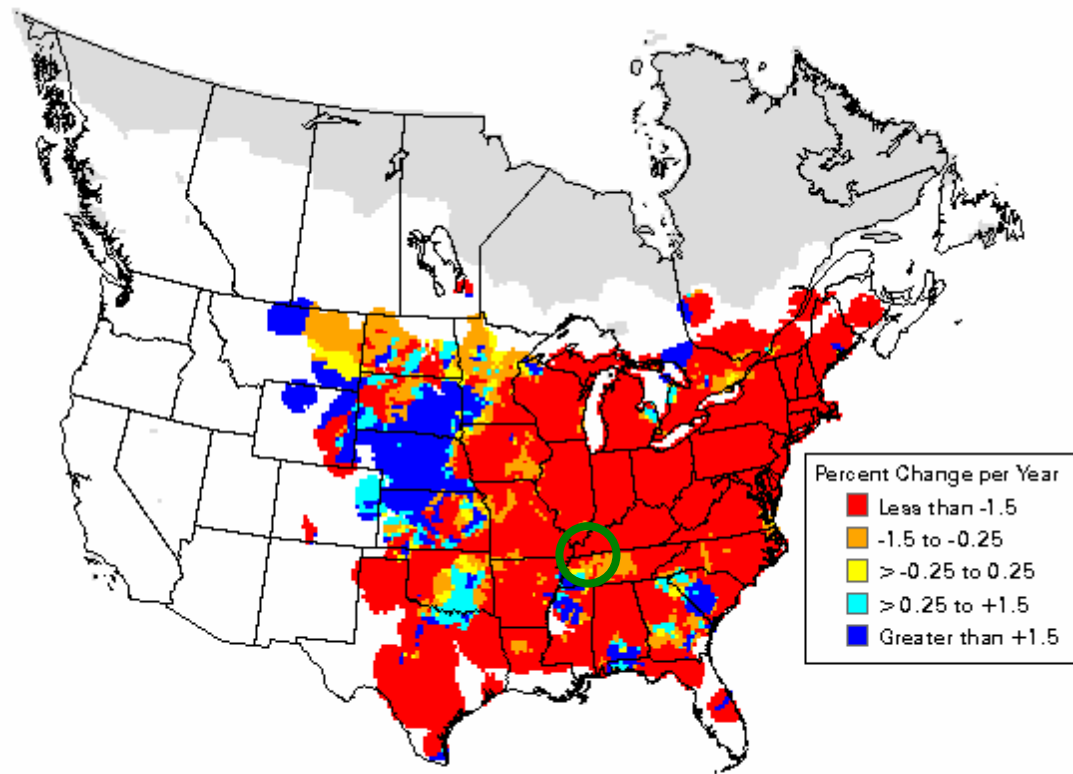 Percent Change per Year
Less than -1.5
-1.5 to -0.25
> -0.25 to 0.25
> 0.25 to +1.5
Greater than +1.5